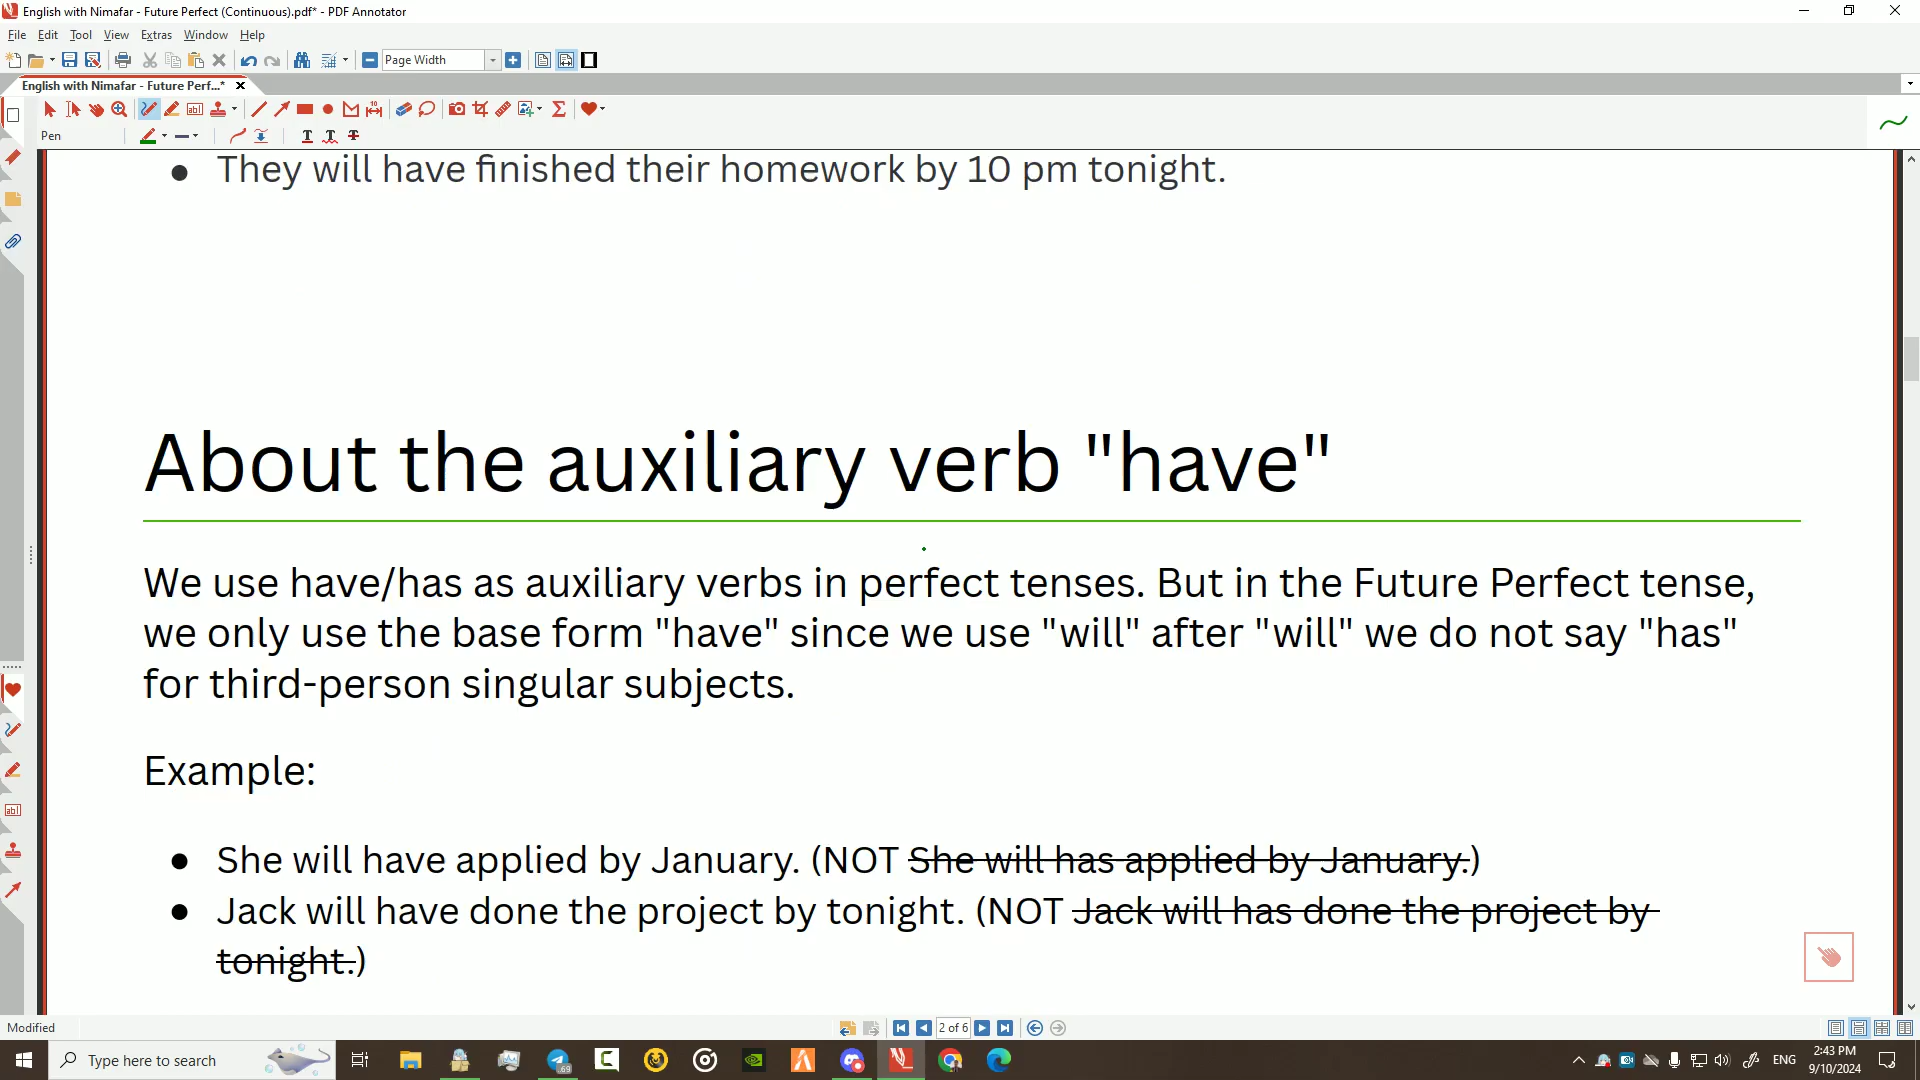 English with Nimafar - Future Perfect (Continuous).pdf* - PDF Annotator
File Edit Tool View Extras Window Help
Page Width
English with Nimafar - Future Perf...*
Pen
They will have finished their homework by 10 pm tonight.
About the auxiliary verb "have"
We use have/has as auxiliary verbs in perfect tenses. But in the Future Perfect tense,
we only use the base form "have" since we use "will" after "will" we do not say "has"
for third-person singular subjects.
Example:
She will have applied by January. (NOT She will has applied by January.)
Jack will have done the project by tonight. (NOT Jack will has done the project by
tonight.)
Modified
2 of 6
Type here to search
.69
ENG
2:43 PM
9/10/2024